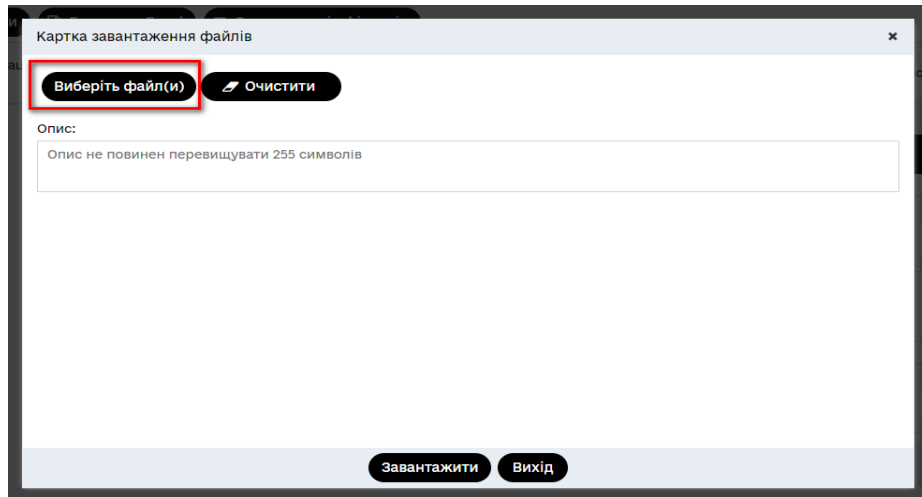 Картка завантаження файлів ×
Виберіть файл(и) Очистити
Опис:
Опис не повинен перевищувати 255 символів
Завантажити Вихід